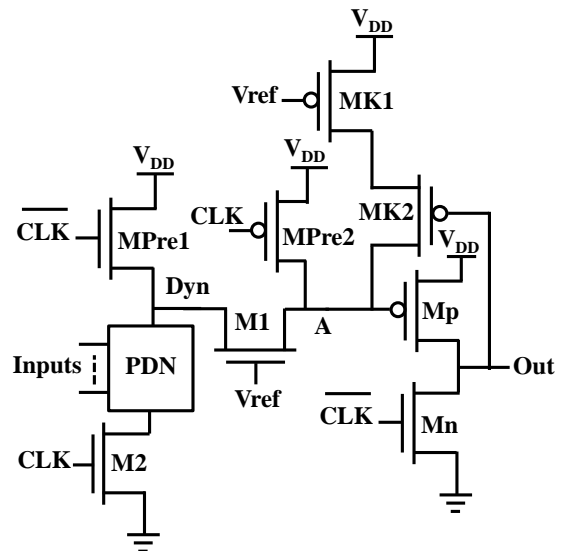 VDD
Vref
MK1
VDD
VDD
CLK
MPre1
CLK
MPre2
MK2
VDD
Dyn
M1
A
Mp
Inputs
PDN
Vref
Out
CLK
Mn
CLK
M2